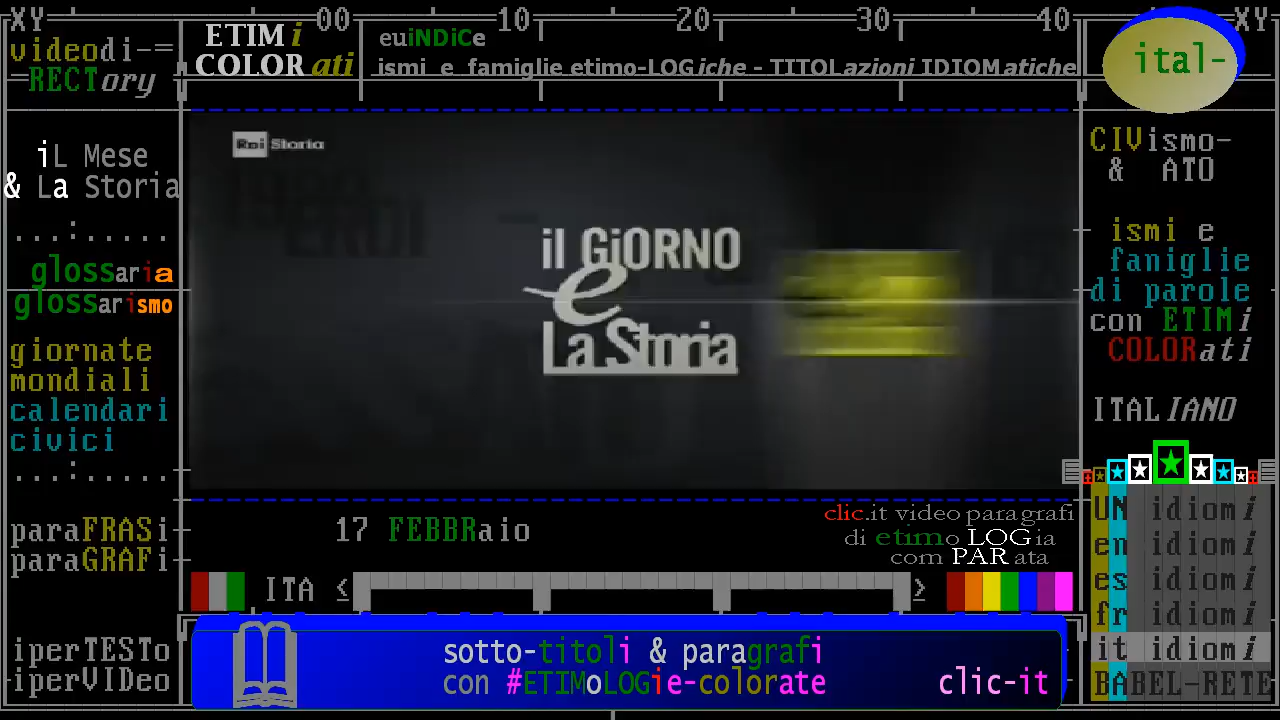 XY 00 10 20 30 40 XY
videodi-=
=RECTory
ETIMi
COLORati
euiNDiCe
ismi e famiglie etimo-LOGiche - TITOLazioni IDIOMatiche
ital-
iL Mese
& La Storia
...:.....
glossaria
glossarismo
giornate
mondiali
calendari
civici
...:.....
paraFRASi
paraGRAFi
iperTESTo
iperVIDeo
Rai Storia
il GiORNO
e
La Storia
17 FEBBRaio
clic.it video paragrafi
di etimoLOGia
comPARata
ITA < >
sotto-titoli & paragrafi
con #ETIMoLOGie-colorate
clic-it
CIVismo-
& ATO
ismi e
faniglie
di parole
con ETIMi
COLORati
ITALIANO
UN idiomi
en idiomi
es idiomi
fr idiomi
it idiomi
BABEL-RETE